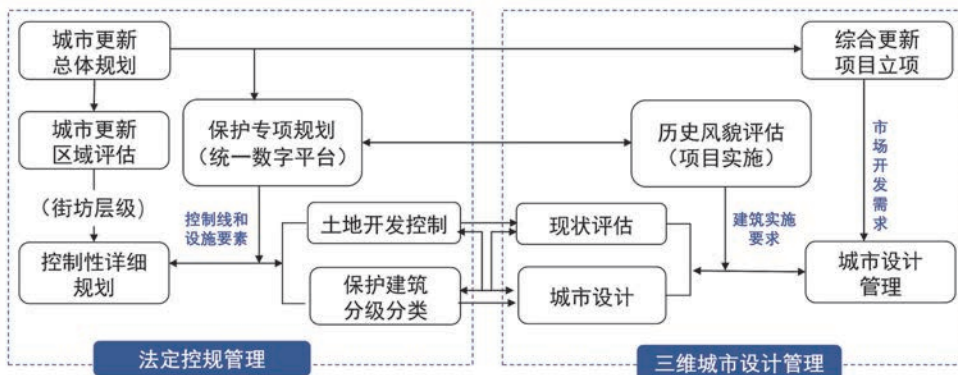 城市更新
总体规划
综合更新
项目立项
城市更新
区域评估
保护专项规划
（统一数字平台）
历史风貌评估
（项目实施）
市场开发需求
（街坊层级）
控制线和
设施要素
土地开发控制
现状评估
建筑实施
要求
控制性详细
规划
保护建筑
分级分类
城市设计
城市设计
管理
法定控规管理
三维城市设计管理